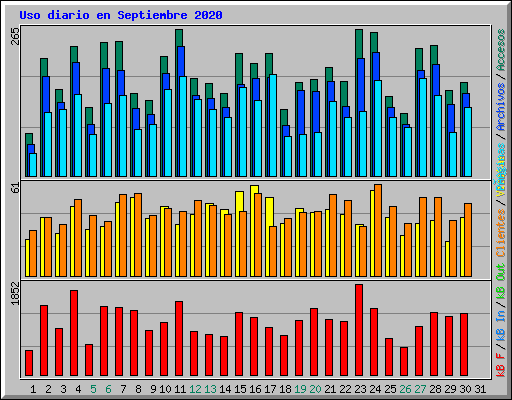 Uso diario en Septiembre 2020
265
61
1852
kB F / kB In / kB Out
Clientes /
/ Archivos / Accesos
1 2 3 4 5 6 7 8 9 10 11 12 13 14 15 16 17 18 19 20 21 22 23 24 25 26 27 28 29 30 31